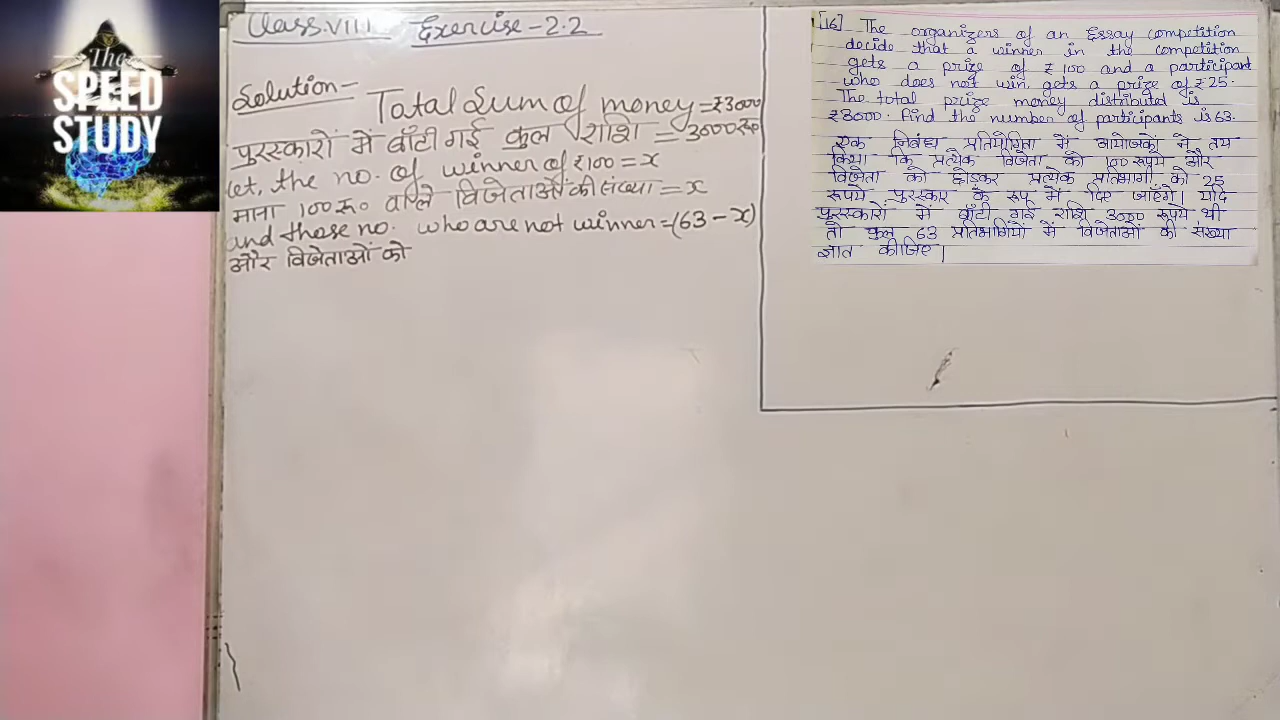 The
SPEED
STUDY
Class.VIII Exercise-2.2
Solution-
Total Sum of money=₹3000
पुरस्कारों में बाँटी गई कुल राशि = 3000रू०
Let, the no. of winner of ₹100=x
माना 100रू० वाले विजेताओं की संख्या=x
and those no. who are not winner=(63-x)
और विजेताओं को
[16] The organizers of an essay competition
decide that a winner in the competition
gets a prize of ₹100 and a participant
who does not win gets a prize of ₹25
The total prize money distributed is
₹3000. find the number of participants is 63.
एक निबंध प्रतियोगिता में आयोजकों ने तय
किया कि प्रत्येक विजेता को 100 रूपये और
विजेता को छोड़कर प्रत्येक प्रतिभागी को 25
रूपये पुरस्कार के रूप में दिए जाएंगे यदि
पुरस्कारों में बाँटी गई राशि 3000 रूपये थी
तो कुल 63 प्रतिभागियों में विजेताओं की संख्या
ज्ञात कीजिए।